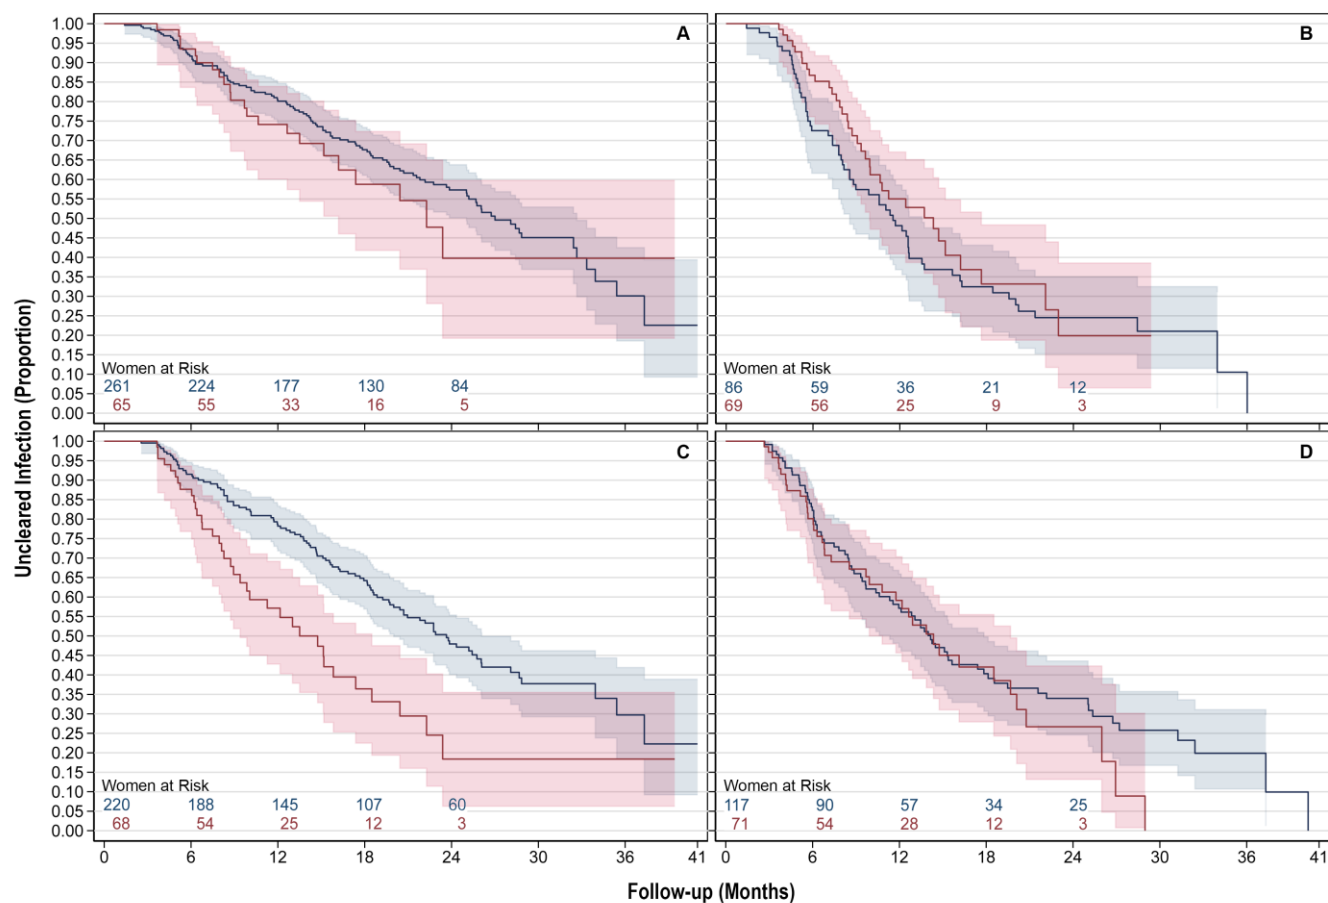 Uncleared Infection (Proportion)
1.00
0.95
0.90
0.85
0.80
0.75
0.70
0.65
0.60
0.55
0.50
0.45
0.40
0.35
0.30
0.25
0.20
0.15
0.10
0.05
0.00
A
Women at Risk
261 224 177 130 84
65 55 33 16 5
B
Women at Risk
86 59 36 21 12
69 56 25 9 3
1.00
0.95
0.90
0.85
0.80
0.75
0.70
0.65
0.60
0.55
0.50
0.45
0.40
0.35
0.30
0.25
0.20
0.15
0.10
0.05
0.00
C
Women at Risk
220 188 145 107 60
68 54 25 12 3
D
Women at Risk
117 90 57 34 25
71 54 28 12 3
0 6 12 18 24 30 36 41
0 6 12 18 24 30 36 41
Follow-up (Months)